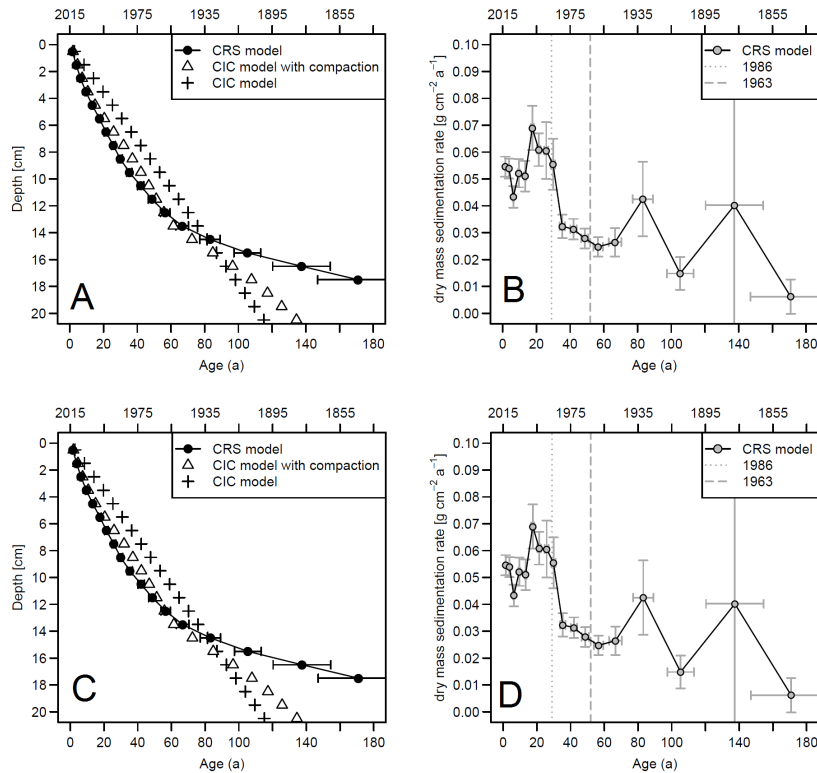 2015 1975 1935 1895 1855
0
2
4
6
8
10
12
14
16
18
20
Depth [cm]
CRS model
CIC model with compaction
CIC model
A
0 20 40 60 80 100 120 140 160 180
Age (a)
2015 1975 1935 1895 1855
0.10
0.09
0.08
0.07
0.06
0.05
0.04
0.03
0.02
0.01
0.00
dry mass sedimentation rate [g cm⁻² a⁻¹]
CRS model
1986
1963
B
0 20 40 60 80 100 140 180
Age (a)
2015 1975 1935 1895 1855
0
2
4
6
8
10
12
14
16
18
20
Depth [cm]
CRS model
CIC model with compaction
CIC model
C
0 20 40 60 80 100 120 140 160 180
Age (a)
2015 1975 1935 1895 1855
0.10
0.09
0.08
0.07
0.06
0.05
0.04
0.03
0.02
0.01
0.00
dry mass sedimentation rate [g cm⁻² a⁻¹]
CRS model
1986
1963
D
0 20 40 60 80 100 140 180
Age (a)